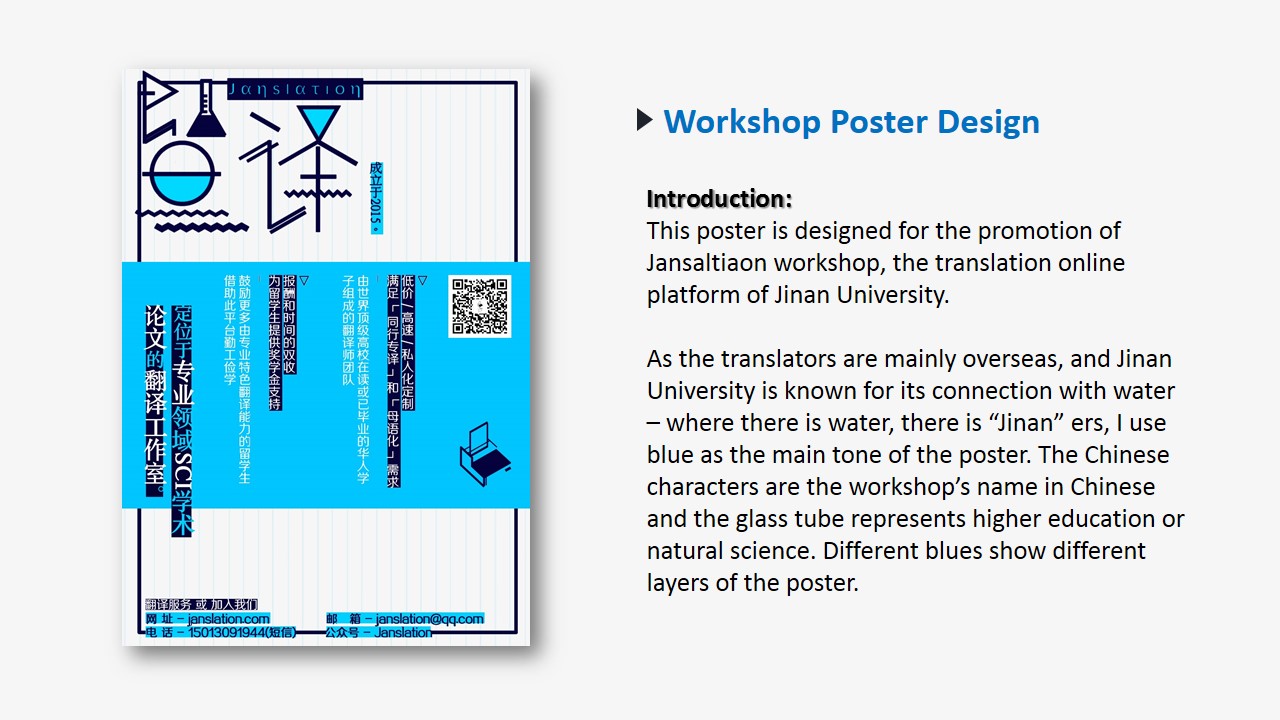 Janslation
译
成立于2015。
▽
低价/高速/私人化定制
满足「同行专译」和「母语化」需求
由世界顶级高校在读或已毕业的华人学
子组成的翻译师团队
▽
报酬和时间的双收
为留学生提供奖学金支持
鼓励更多由专业特色翻译能力的留学生
借助此平台勤工俭学
定位于专业领域SCI学术
论文的翻译工作室。
翻译服务 或 加入我们
网 址 – janslation.com
邮 箱 – janslation@qq.com
电 话 – 15013091944(短信)
公众号 – Janslation
Workshop Poster Design
Introduction:
This poster is designed for the promotion of
Jansaltiaon workshop, the translation online
platform of Jinan University.
As the translators are mainly overseas, and Jinan
University is known for its connection with water
– where there is water, there is “Jinan” ers, I use
blue as the main tone of the poster. The Chinese
characters are the workshop’s name in Chinese
and the glass tube represents higher education or
natural science. Different blues show different
layers of the poster.